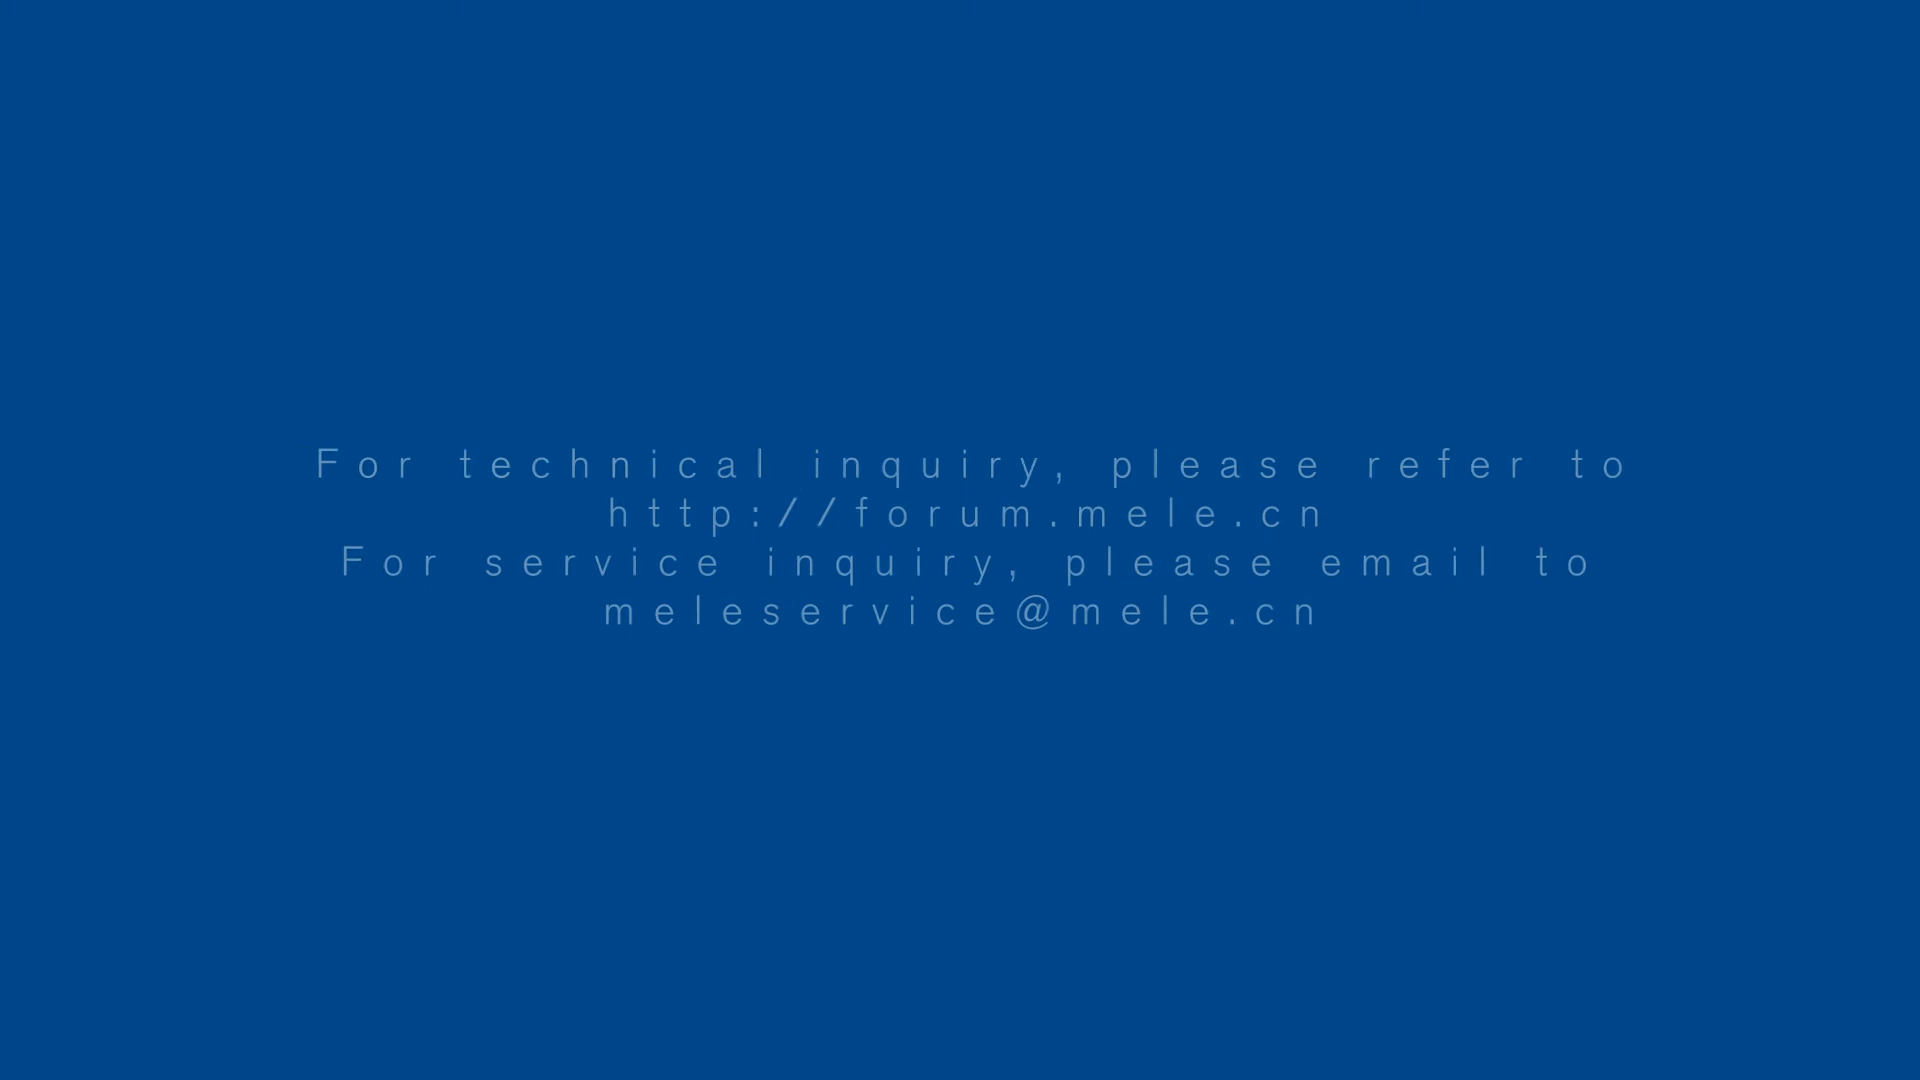 For technical inquiry, please refer to
http://forum.mele.cn
For service inquiry, please email to
meleservice@mele.cn